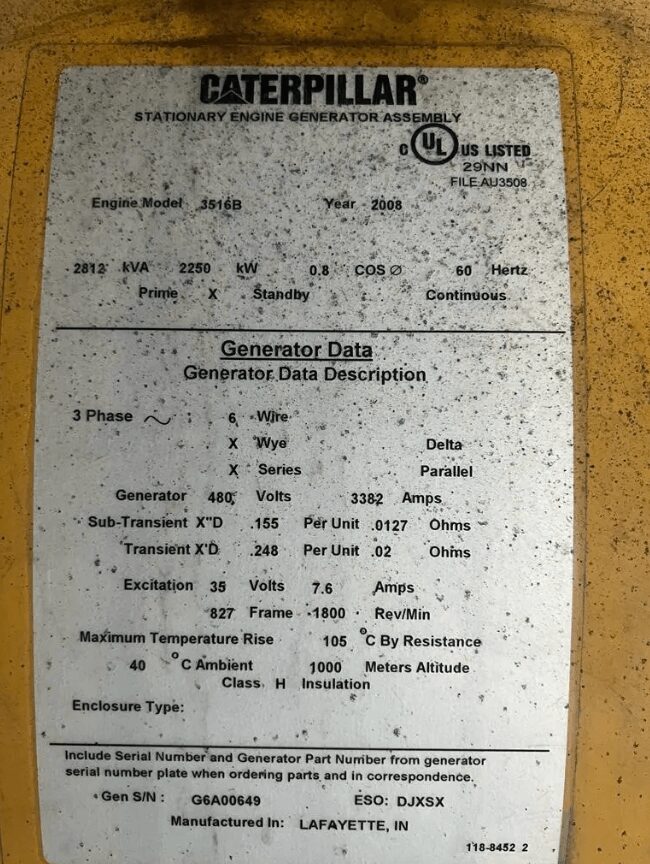 CATERPILLAR®
STATIONARY ENGINE GENERATOR ASSEMBLY
C UL US LISTED
29NN
FILE AU3508
Engine Model 3516B Year 2008
2812 kVA 2250 kW 0.8 COS ∅ 60 Hertz
Prime X Standby Continuous
Generator Data
Generator Data Description
3 Phase ~ : 6 Wire
X Wye Delta
X Series Parallel
Generator 480 Volts 3382 Amps
Sub-Transient X"D .155 Per Unit .0127 Ohms
Transient X'D .248 Per Unit .02 Ohms
Excitation 35 Volts 7.6 Amps
827 Frame 1800 Rev/Min
Maximum Temperature Rise 105 °C By Resistance
40 °C Ambient 1000 Meters Altitude
Class H Insulation
Enclosure Type:
Include Serial Number and Generator Part Number from generator
serial number plate when ordering parts and in correspondence.
Gen S/N : G6A00649 ESO: DJXSX
Manufactured In: LAFAYETTE, IN
118-8452 2